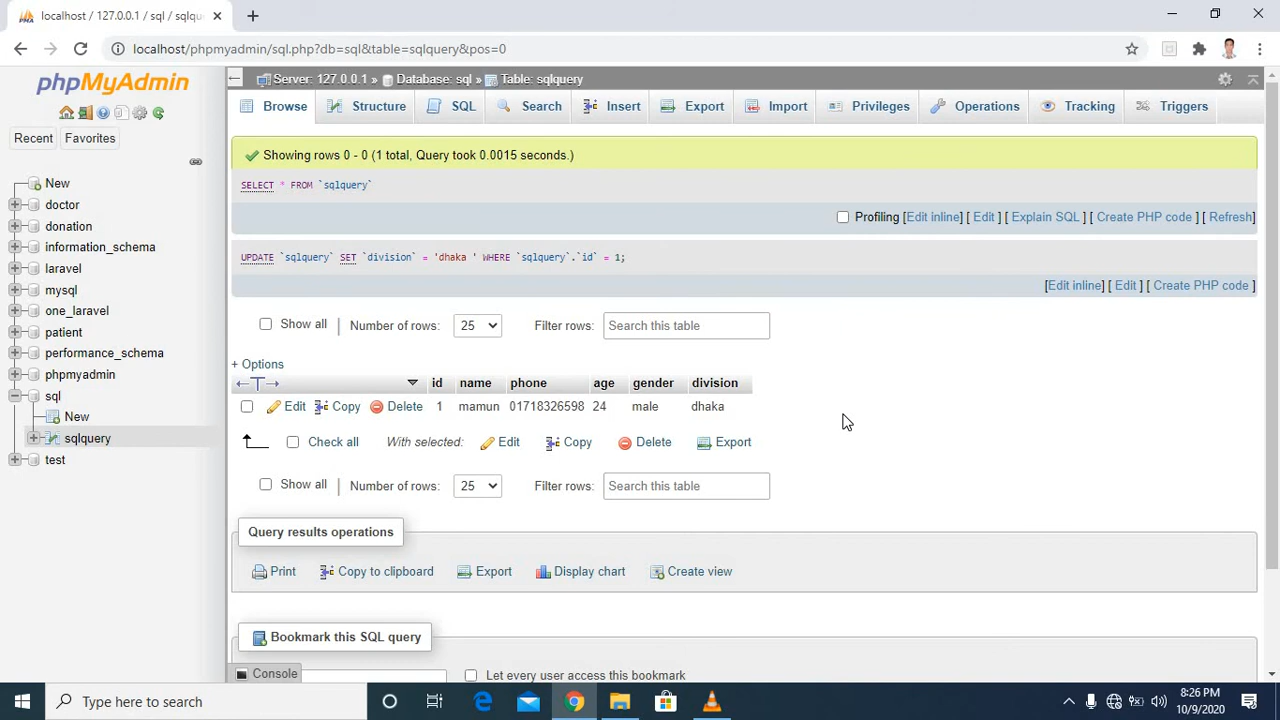 localhost / 127.0.0.1 / sql / sqlqu
localhost/phpmyadmin/sql.php?db=sql&table=sqlquery&pos=0
phpMyAdmin
Recent Favorites
New
doctor
donation
information_schema
laravel
mysql
one_laravel
patient
performance_schema
phpmyadmin
sql
New
sqlquery
test
Server: 127.0.0.1 » Database: sql » Table: sqlquery
Browse Structure SQL Search Insert Export Import Privileges Operations Tracking Triggers
Showing rows 0 - 0 (1 total, Query took 0.0015 seconds.)
SELECT * FROM `sqlquery`
Profiling [Edit inline] [ Edit ] [ Explain SQL ] [ Create PHP code ] [ Refresh]
UPDATE `sqlquery` SET `division` = 'dhaka ' WHERE `sqlquery`.`id` = 1;
[Edit inline] [ Edit ] [ Create PHP code ]
Show all Number of rows: 25 Filter rows: Search this table
+ Options
←T→ id name phone age gender division
Edit Copy Delete 1 mamun 01718326598 24 male dhaka
Check all With selected: Edit Copy Delete Export
Show all Number of rows: 25 Filter rows: Search this table
Query results operations
Print Copy to clipboard Export Display chart Create view
Bookmark this SQL query
Console Let every user access this bookmark
Type here to search
8:26 PM
10/9/2020